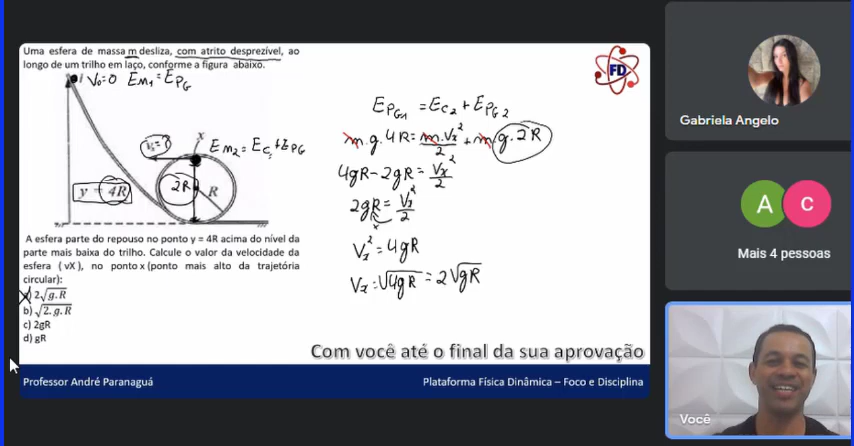 Uma esfera de massa m desliza, com atrito desprezível, ao
longo de um trilho em laço, conforme a figura abaixo.
V₀=0 Em₁=EPG
x
Vx=?
Em₂=Ec₂+EPG
2R
R
y = 4R
A esfera parte do repouso no ponto y = 4R acima do nível da
parte mais baixa do trilho. Calcule o valor da velocidade da
esfera (vX), no ponto x (ponto mais alto da trajetória
circular):
a) 2√g.R
b) √2.g.R
c) 2gR
d) gR
FD
EPG₁ = Ec₂ + EPG₂
m.g.4R = m.Vx²/2 + m.g.2R
4gR-2gR = Vx²/2
2gR = Vx²/2
Vx² = 4gR
Vx = √4gR = 2√gR
Com você até o final da sua aprovação
Professor André Paranaguá
Plataforma Física Dinâmica – Foco e Disciplina
Gabriela Angelo
A C
Mais 4 pessoas
Você